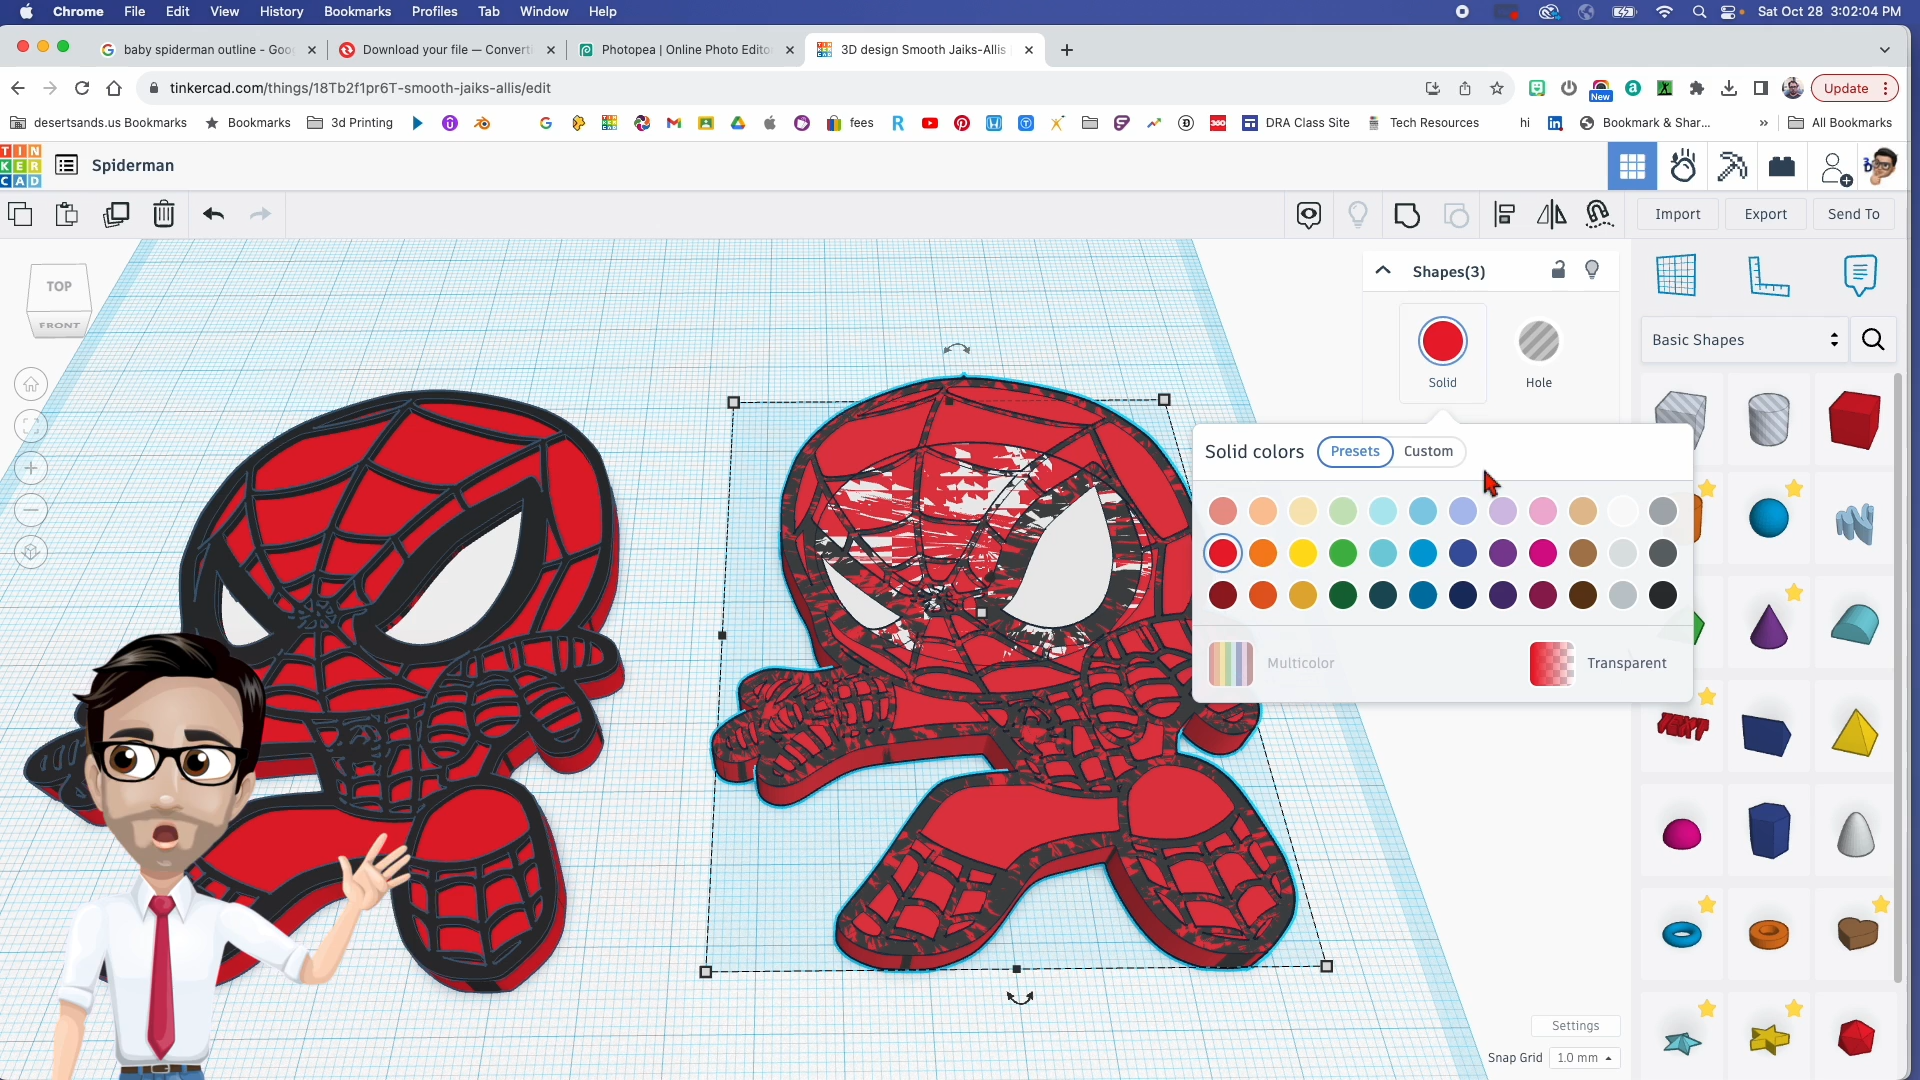 Chrome File Edit View History Bookmarks Profiles Tab Window Help
Sat Oct 28 3:02:04 PM
baby spiderman outline - Goo
Download your file — Converti
Photopea | Online Photo Edito
3D design Smooth Jaiks-Allis
tinkercad.com/things/18Tb2f1pr6T-smooth-jaiks-allis/edit
New
Update
desertsands.us Bookmarks
Bookmarks
3d Printing
fees
DRA Class Site
Tech Resources
hi
Bookmark & Shar...
»
All Bookmarks
TIN
KER
CAD
Spiderman
Import
Export
Send To
TOP
FRONT
Shapes(3)
Solid
Hole
Basic Shapes
Solid colors
Presets
Custom
Multicolor
Transparent
TEXT
Settings
Snap Grid
1.0 mm